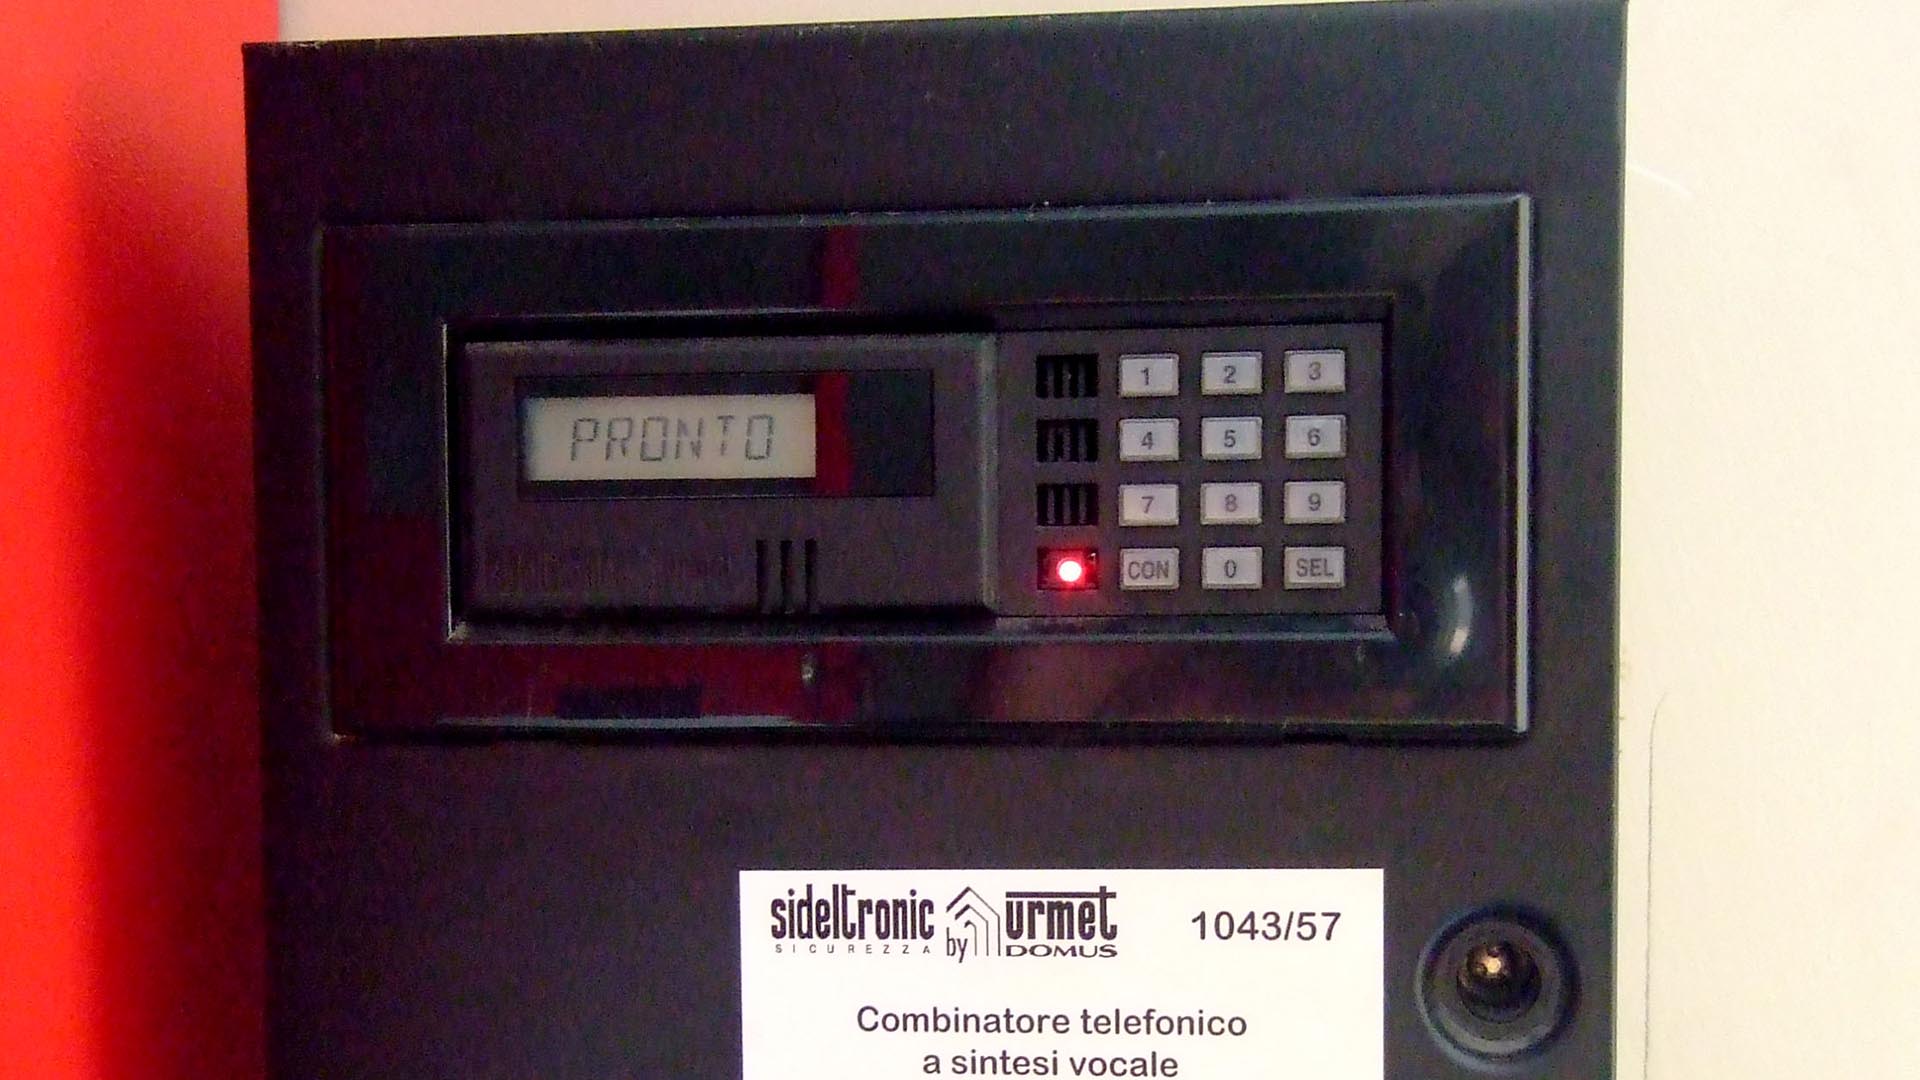 PRONTO
1 2 3
4 5 6
7 8 9
CON 0 SEL
sideltronic by urmet 1043/57
SICUREZZA DOMUS
Combinatore telefonico
a sintesi vocale